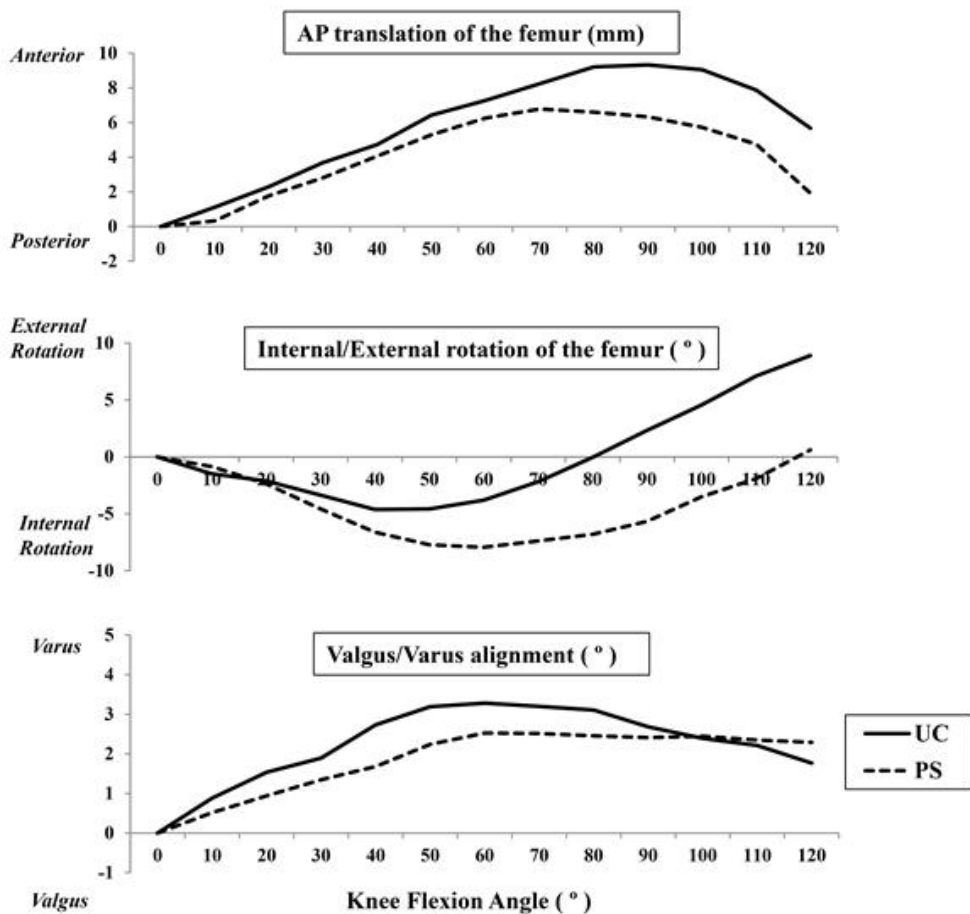 AP translation of the femur (mm)
Anterior
10
8
6
4
2
0
-2
Posterior
0 10 20 30 40 50 60 70 80 90 100 110 120
External
Rotation
Internal/External rotation of the femur ( º )
10
5
0
-5
-10
0 10 20 30 40 50 60 70 80 90 100 110 120
Internal
Rotation
Varus
Valgus/Varus alignment ( º )
5
4
3
2
1
0
-1
0 10 20 30 40 50 60 70 80 90 100 110 120
UC
PS
Valgus
Knee Flexion Angle ( º )